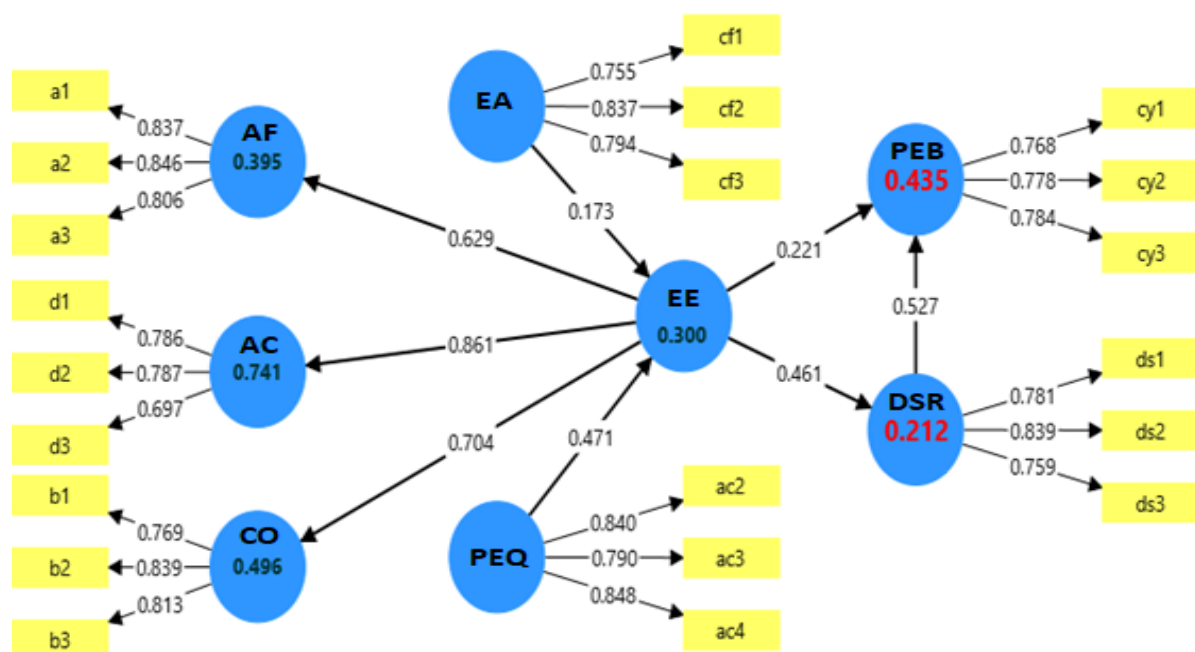 cf1
0.755
EA
0.837
cf2
0.794
cf3
0.173
a1
0.837
AF
0.395
a2
0.846
0.806
a3
0.629
d1
0.786
AC
0.741
d2
0.787
0.697
d3
0.861
b1
0.769
CO
0.496
b2
0.839
0.813
b3
0.704
EE
0.300
0.471
PEQ
ac2
0.840
0.790
ac3
0.848
ac4
0.221
0.461
PEB
0.435
cy1
0.768
0.778
cy2
0.784
cy3
0.527
DSR
0.212
ds1
0.781
0.839
ds2
0.759
ds3